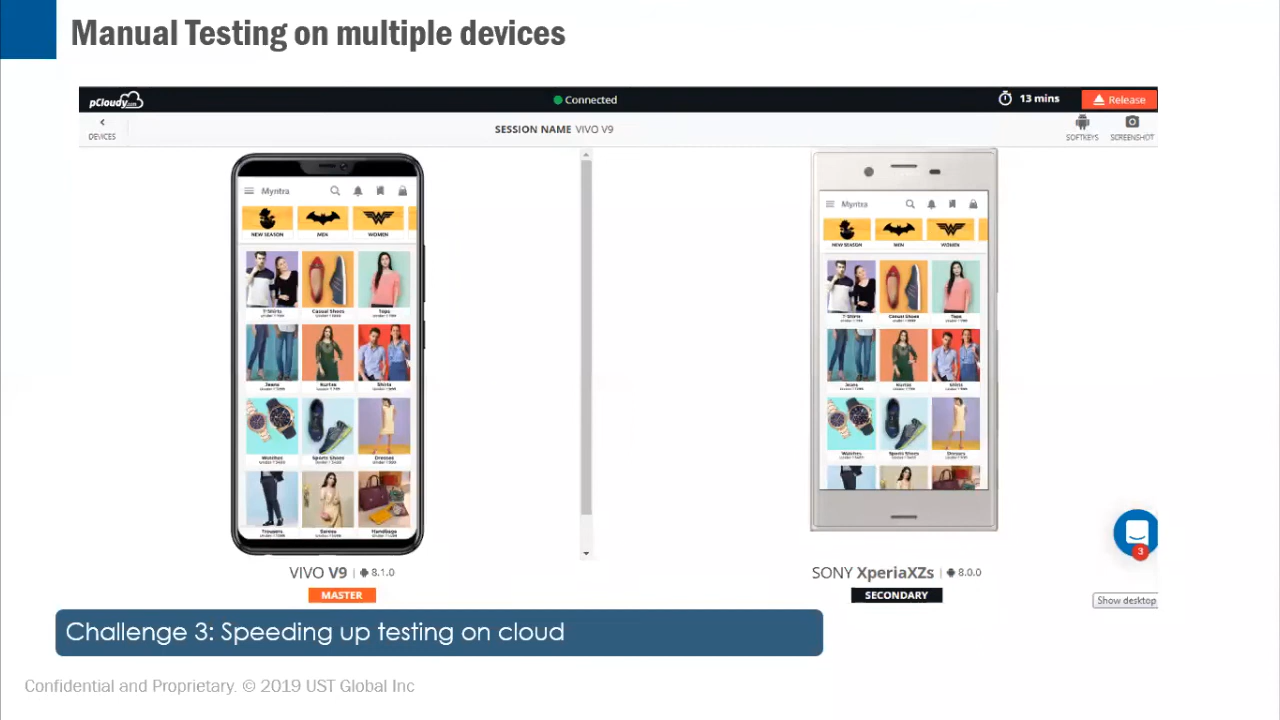 Manual Testing on multiple devices
pCloudy.com
Connected
13 mins
Release
DEVICES
SESSION NAME VIVO V9
SOFTKEYS
SCREENSHOT
Myntra
NEW SEASON
MEN
WOMEN
T-Shirts
Casual Shoes
Tops
Jeans
Kurtas
Shirts
Watches
Sports Shoes
Dresses
Trousers
Sarees
Handbags
VIVO V9 | 8.1.0
MASTER
Myntra
NEW SEASON
MEN
WOMEN
T-Shirts
Casual Shoes
Tops
Jeans
Kurtas
Shirts
Watches
Sports Shoes
Dresses
3
SONY XperiaXZs | 8.0.0
SECONDARY
Show desktop
Challenge 3: Speeding up testing on cloud
Confidential and Proprietary. © 2019 UST Global Inc